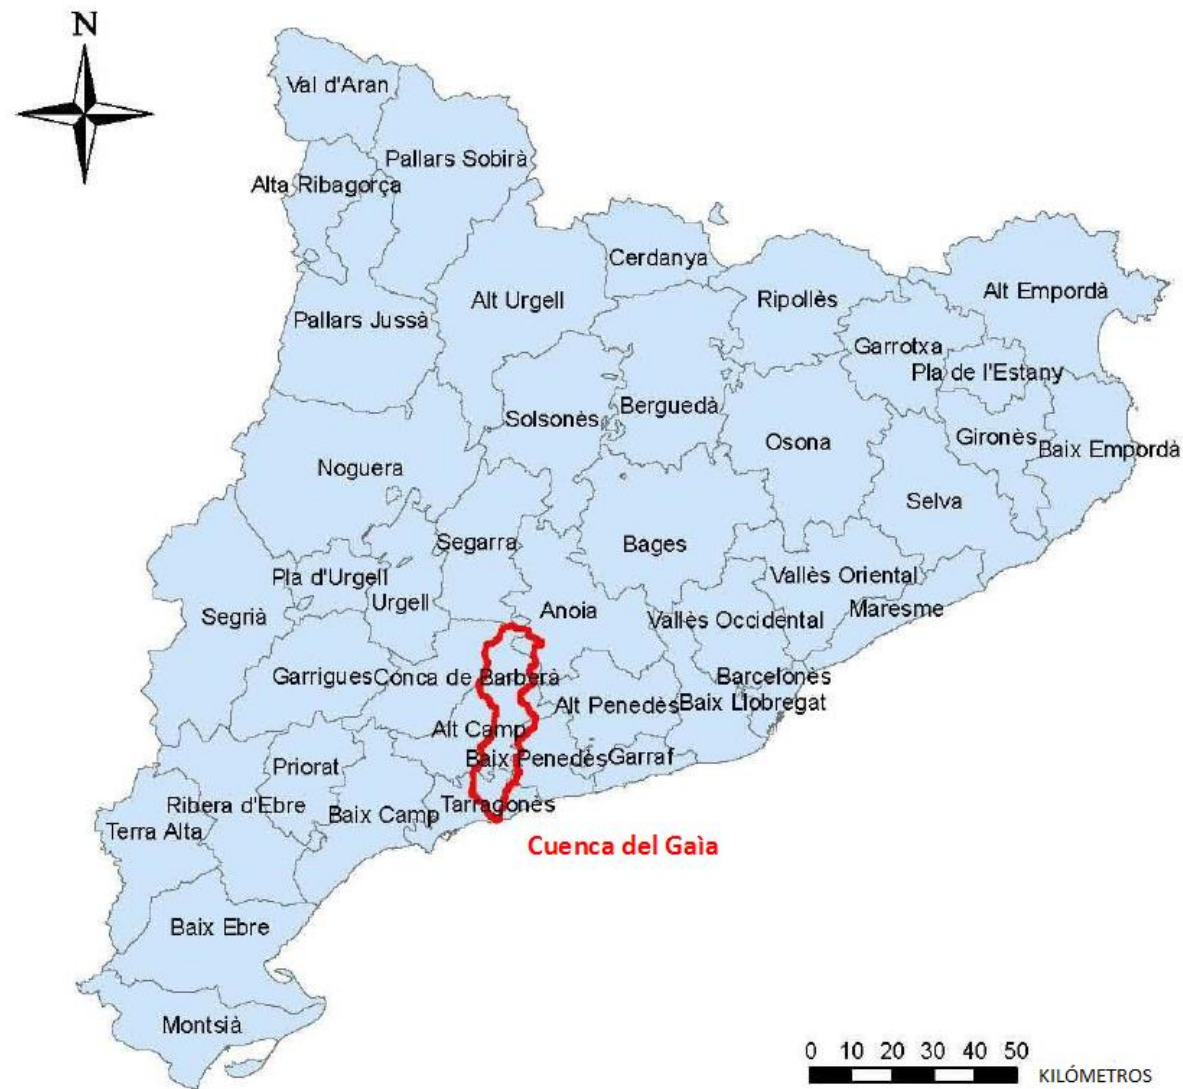 N
Val d'Aran
Pallars Sobirà
Alta Ribagorça
Cerdanya
Alt Urgell
Ripollès
Alt Empordà
Pallars Jussà
Garrotxa
Pla de l'Estany
Solsonès
Berguedà
Osona
Gironès
Baix Empordà
Noguera
Selva
Segarra
Bages
Pla d'Urgell
Urgell
Vallès Oriental
Segrià
Anoia
Vallès Occidental
Maresme
Garrigues
Conca de Barberà
Barcelonès
Alt Penedès
Baix Llobregat
Alt Camp
Baix Penedès
Garraf
Priorat
Ribera d'Ebre
Baix Camp
Tarragonès
Terra Alta
Cuenca del Gaìa
Baix Ebre
Montsià
0 10 20 30 40 50
KILÓMETROS